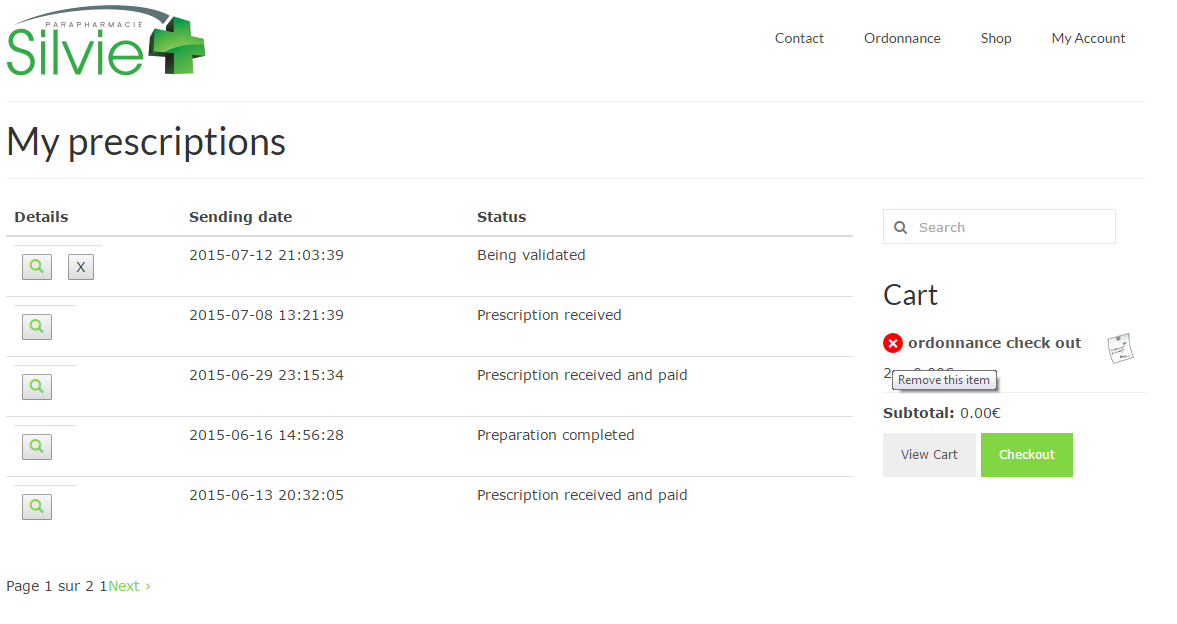 PARAPHARMACIE
Silvie
Contact Ordonnance Shop My Account
My prescriptions
Details Sending date Status
X 2015-07-12 21:03:39 Being validated
2015-07-08 13:21:39 Prescription received
2015-06-29 23:15:34 Prescription received and paid
2015-06-16 14:56:28 Preparation completed
2015-06-13 20:32:05 Prescription received and paid
Page 1 sur 2 1Next ›
Search
Cart
ordonnance check out
2
Remove this item
Subtotal: 0.00€
View Cart Checkout